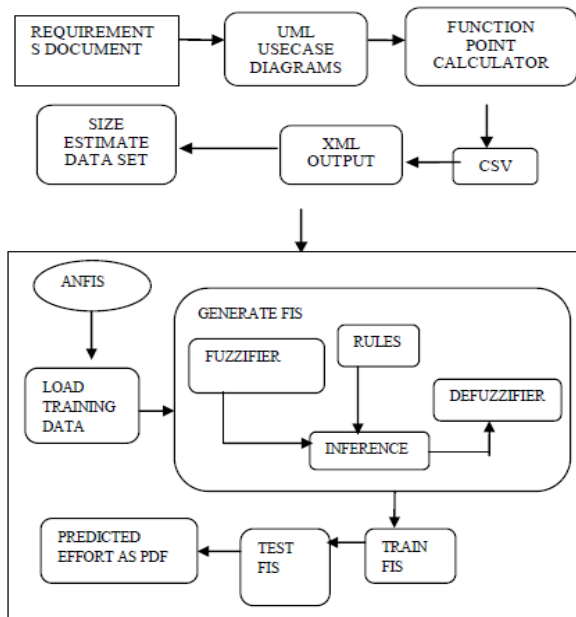 REQUIREMENT
S DOCUMENT
UML
USECASE
DIAGRAMS
FUNCTION
POINT
CALCULATOR
SIZE
ESTIMATE
DATA SET
XML
OUTPUT
CSV
ANFIS
LOAD
TRAINING
DATA
GENERATE FIS
FUZZIFIER
RULES
DEFUZZIFIER
INFERENCE
PREDICTED
EFFORT AS PDF
TEST
FIS
TRAIN
FIS